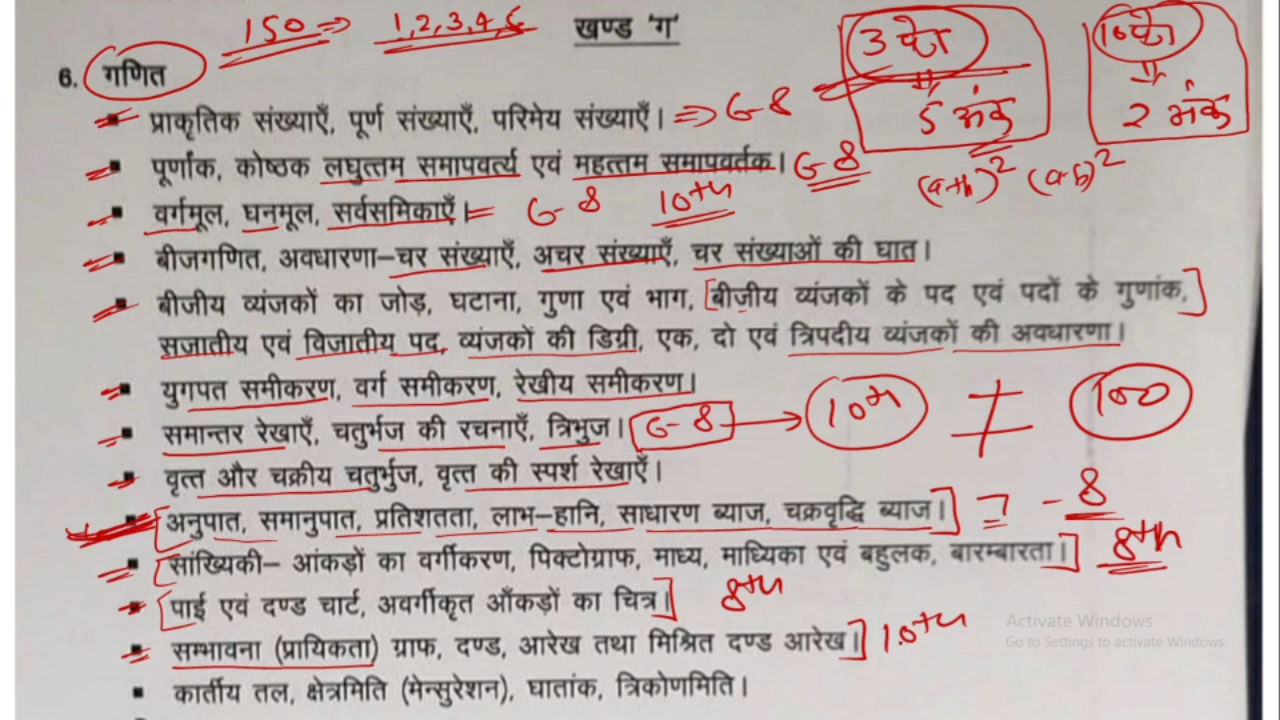 150 ⇒ 1,2,3,4,5
खण्ड 'ग'
3 प्रश्न
5 अंक
10 प्रश्न
2 अंक
6. गणित
▪ प्राकृतिक संख्याएँ, पूर्ण संख्याएँ, परिमेय संख्याएँ। ⇒ 6-8
▪ पूर्णांक, कोष्ठक लघुत्तम समापवर्त्य एवं महत्तम समापवर्तक। 6-8
(a+b)² (a-b)²
▪ वर्गमूल, घनमूल, सर्वसमिकाएँ। = 6-8 10th
▪ बीजगणित, अवधारणा–चर संख्याएँ, अचर संख्याएँ, चर संख्याओं की घात।
▪ बीजीय व्यंजकों का जोड़, घटाना, गुणा एवं भाग, [बीजीय व्यंजकों के पद एवं पदों के गुणांक,]
सजातीय एवं विजातीय पद, व्यंजकों की डिग्री, एक, दो एवं त्रिपदीय व्यंजकों की अवधारणा।
▪ युगपत समीकरण, वर्ग समीकरण, रेखीय समीकरण।
▪ समान्तर रेखाएँ, चतुर्भज की रचनाएँ, त्रिभुज। 6-8 → 10th ≠ 100
▪ वृत्त और चक्रीय चतुर्भुज, वृत्त की स्पर्श रेखाएँ।
▪ [अनुपात, समानुपात, प्रतिशतता, लाभ–हानि, साधारण ब्याज, चक्रवृद्धि ब्याज।] 7-8
▪ [सांख्यिकी– आंकड़ों का वर्गीकरण, पिक्टोग्राफ, माध्य, माध्यिका एवं बहुलक, बारम्बारता।] 8th
▪ [पाई एवं दण्ड चार्ट, अवर्गीकृत आँकड़ों का चित्र।] 8th
▪ सम्भावना (प्रायिकता) ग्राफ, दण्ड, आरेख तथा मिश्रित दण्ड आरेख।] 10th
▪ कार्तीय तल, क्षेत्रमिति (मेन्सुरेशन), घातांक, त्रिकोणमिति।
Activate Windows
Go to Settings to activate Windows.